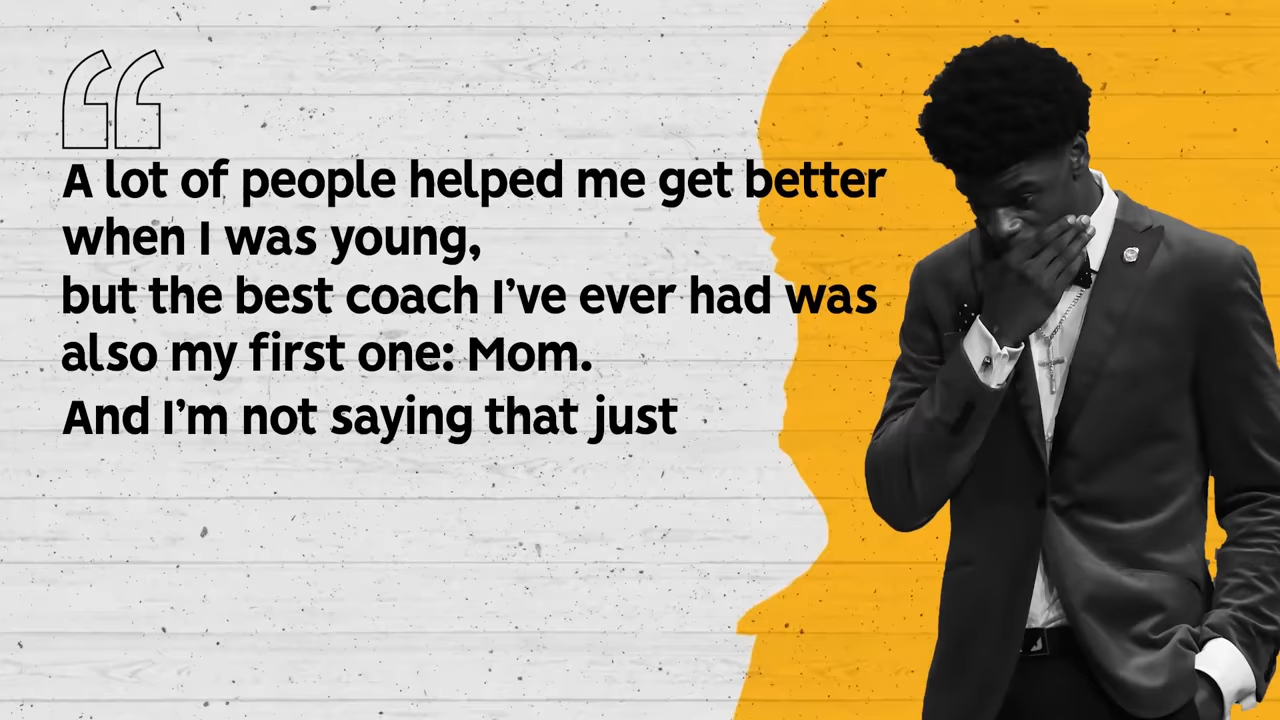 A lot of people helped me get better
when I was young,
but the best coach I’ve ever had was
also my first one: Mom.
And I’m not saying that just